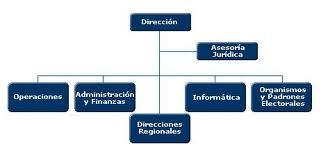 Dirección
Asesoría
Jurídica
Operaciones
Administración
y Finanzas
Informática
Organismos
y Padrones
Electorales
Direcciones
Regionales